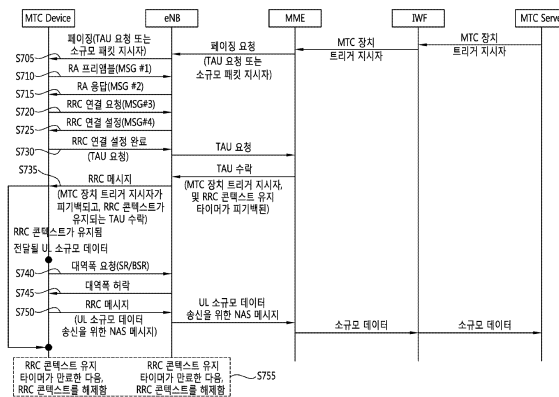 MTC Device
eNB
MME
IWF
MTC Serve
페이징(TAU 요청 또는
소규모 패킷 지시자)
페이징 요청
(TAU 요청 또는
소규모 패킷 지시자)
MTC 장치
트리거 지시자
MTC 장치
트리거 지시자
S705
RA 프리앰블(MSG #1)
S710
RA 응답(MSG #2)
S715
RRC 연결 요청(MSG#3)
S720
RRC 연결 설정(MSG#4)
S725
RRC 연결 설정 완료
(TAU 요청)
S730
TAU 요청
TAU 수락
(MTC 장치 트리거 지시자,
및 RRC 콘텍스트 유지
타이머가 피기백된)
S735
RRC 메시지
(MTC 장치 트리거 지시자가
피기백되고, RRC 콘텍스트가
유지되는 TAU 수락)
RRC 콘텍스트가 유지됨
전달될 UL 소규모 데이터
S740
대역폭 요청(SR/BSR)
S745
대역폭 허락
S750
RRC 메시지
(UL 소규모 데이터
송신을 위한 NAS 메시지)
UL 소규모 데이터
송신을 위한 NAS 메시지
소규모 데이터
소규모 데이터
RRC 콘텍스트 유지
타이머가 만료한 다음,
RRC 콘텍스트를 해제함
RRC 콘텍스트 유지
타이머가 만료한 다음,
RRC 콘텍스트를 해제함
S755